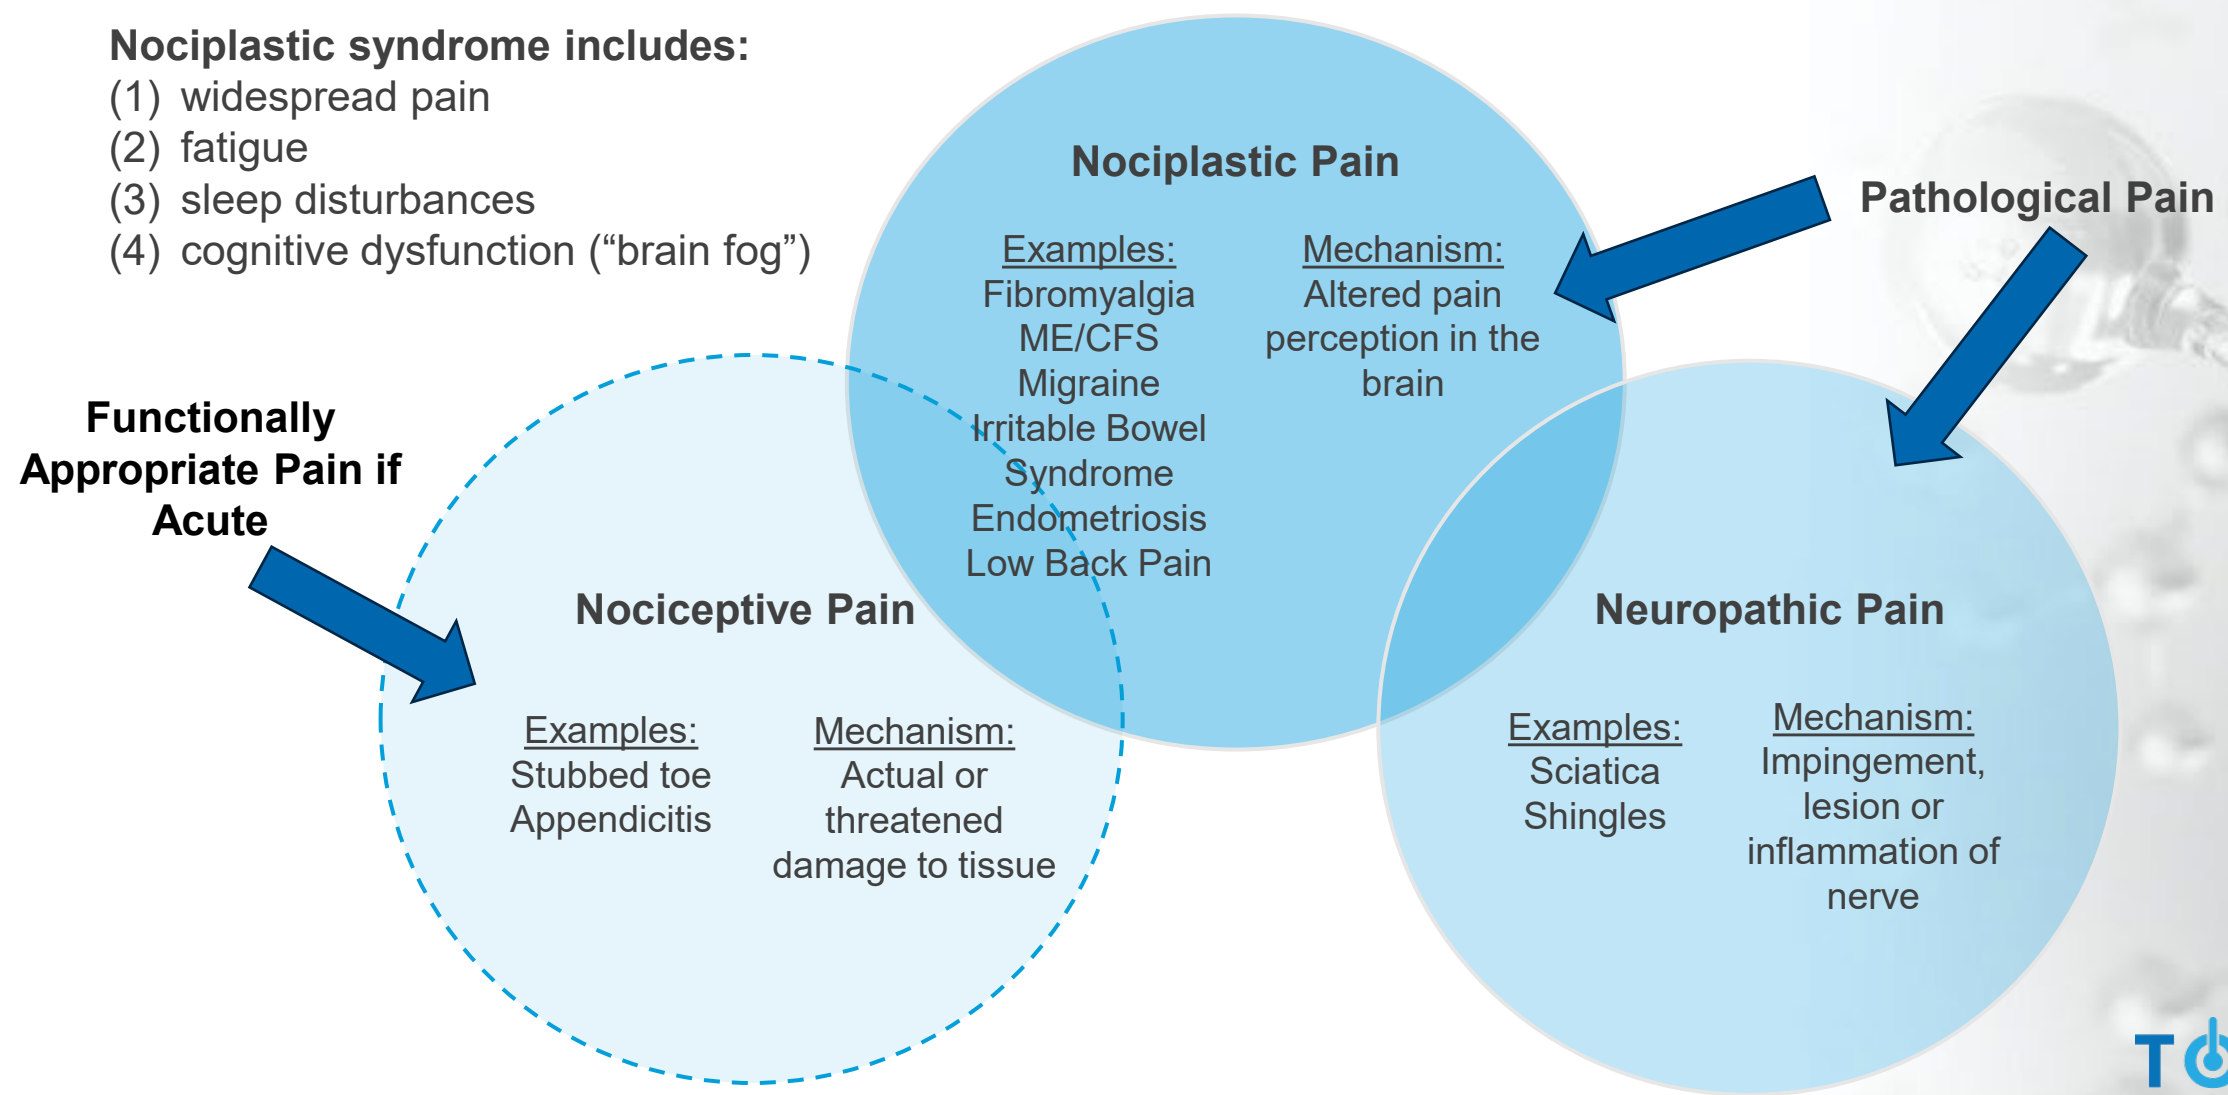 Nociplastic syndrome includes:
(1) widespread pain
(2) fatigue
(3) sleep disturbances
(4) cognitive dysfunction (“brain fog”)
Nociplastic Pain
Examples:
Fibromyalgia
ME/CFS
Migraine
Irritable Bowel
Syndrome
Endometriosis
Low Back Pain
Mechanism:
Altered pain
perception in the
brain
Pathological Pain
Functionally
Appropriate Pain if
Acute
Nociceptive Pain
Examples:
Stubbed toe
Appendicitis
Mechanism:
Actual or
threatened
damage to tissue
Neuropathic Pain
Examples:
Sciatica
Shingles
Mechanism:
Impingement,
lesion or
inflammation of
nerve